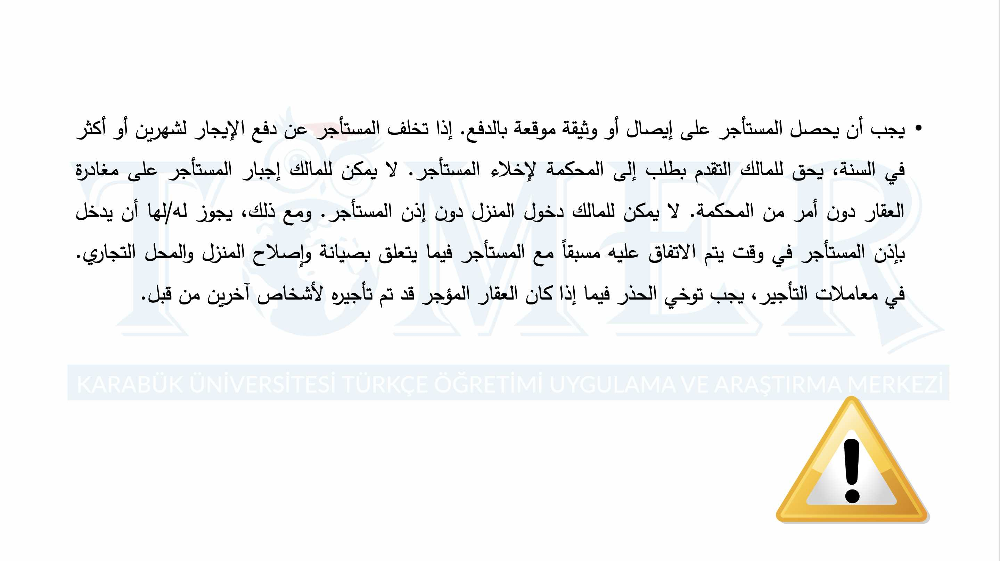 • يجب أن يحصل المستأجر على إيصال أو وثيقة موقعة بالدفع. إذا تخلف المستأجر عن دفع الإيجار لشهرين أو أكثر
في السنة، يحق للمالك التقدم بطلب إلى المحكمة لإخلاء المستأجر. لا يمكن للمالك إجبار المستأجر على مغادرة
العقار دون أمر من المحكمة. لا يمكن للمالك دخول المنزل دون إذن المستأجر. ومع ذلك، يجوز له/لها أن يدخل
بإذن المستأجر في وقت يتم الاتفاق عليه مسبقاً مع المستأجر فيما يتعلق بصيانة وإصلاح المنزل والمحل التجاري.
في معاملات التأجير، يجب توخي الحذر فيما إذا كان العقار المؤجر قد تم تأجيره لأشخاص آخرين من قبل.
TÖMER
KARABÜK ÜNİVERSİTESİ TÜRKÇE ÖĞRETİMİ UYGULAMA VE ARAŞTIRMA MERKEZİ